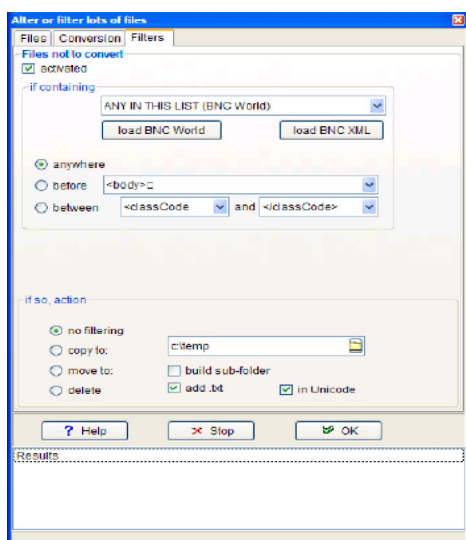 Alter or filter lots of files
Files Conversion Filters
Files not to convert
activated
if containing
ANY IN THIS LIST (BNC World)
load BNC World load BNC XML
anywhere
before <body>
between <classCode and </classCode>
if so, action
no filtering
copy to: c:\temp
move to: build sub-folder
delete add .txt in Unicode
? Help Stop OK
Results